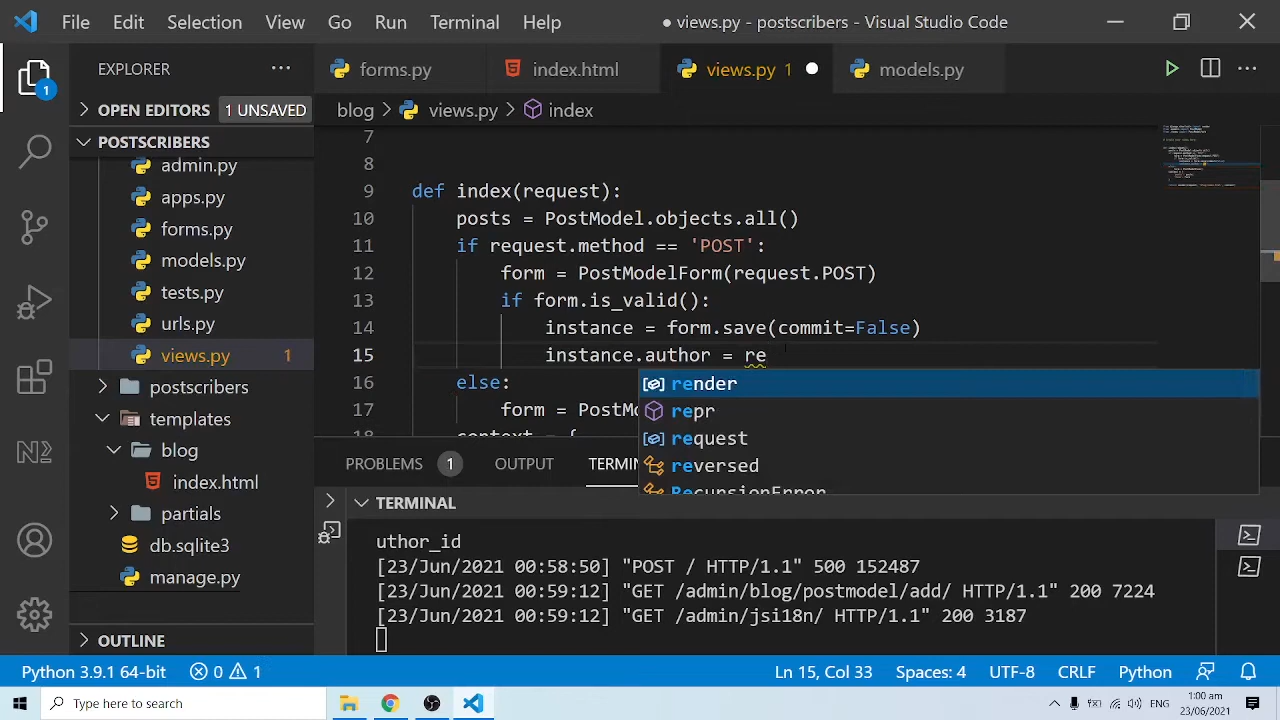 File Edit Selection View Go Run Terminal Help ● views.py - postscribers - Visual Studio Code
EXPLORER ...
forms.py index.html views.py 1 models.py ...
OPEN EDITORS 1 UNSAVED
blog > views.py > index
1
POSTSCRIBERS
admin.py
apps.py
forms.py
models.py
tests.py
urls.py
views.py 1
postscribers
templates
blog
index.html
partials
db.sqlite3
manage.py
OUTLINE
7
8
9 def index(request):
10 posts = PostModel.objects.all()
11 if request.method == 'POST':
12 form = PostModelForm(request.POST)
13 if form.is_valid():
14 instance = form.save(commit=False)
15 instance.author = re
16 else:
17 form = PostMo
18 context = {
render
repr
request
reversed
RecursionError
PROBLEMS 1 OUTPUT TERMIN
TERMINAL
uthor_id
[23/Jun/2021 00:58:50] "POST / HTTP/1.1" 500 152487
[23/Jun/2021 00:59:12] "GET /admin/blog/postmodel/add/ HTTP/1.1" 200 7224
[23/Jun/2021 00:59:12] "GET /admin/jsi18n/ HTTP/1.1" 200 3187
Python 3.9.1 64-bit 0 1 Ln 15, Col 33 Spaces: 4 UTF-8 CRLF Python
Type here to search
ENG
1:00 am
23/06/2021